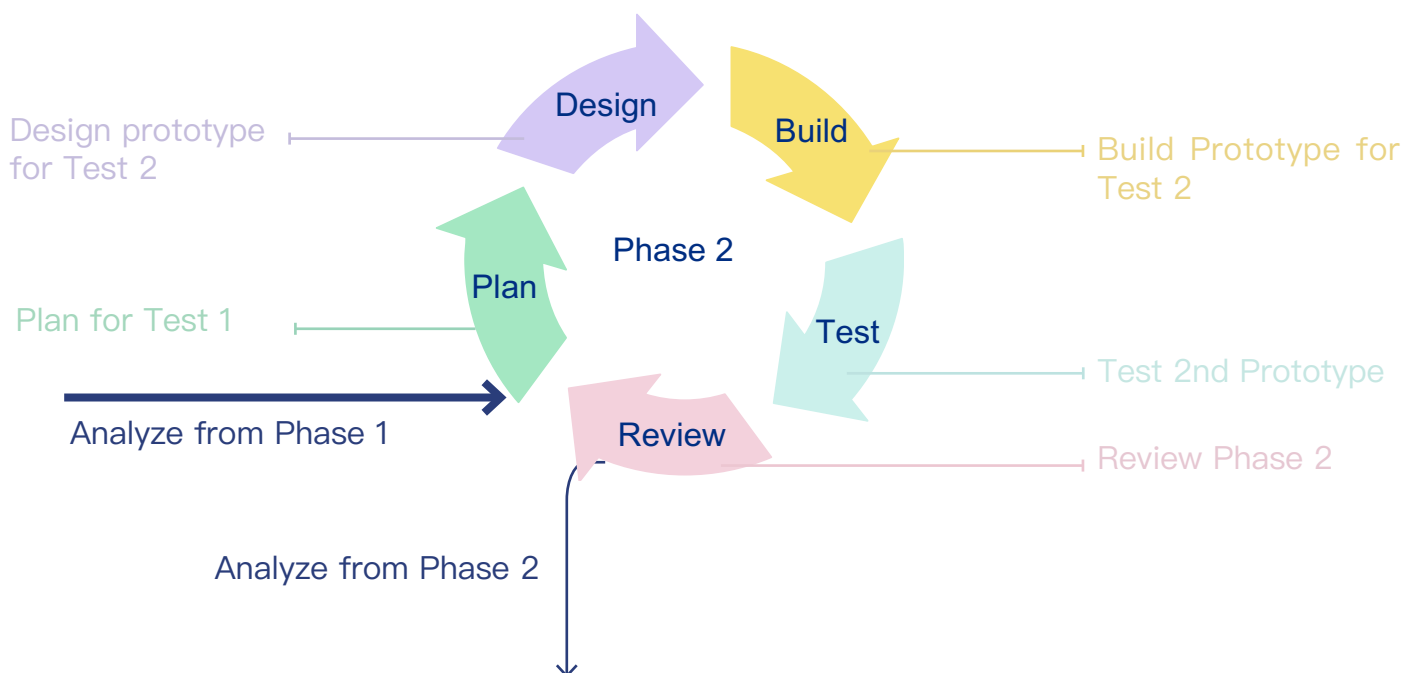 Design
Build
Design prototype
for Test 2
Build Prototype for
Test 2
Phase 2
Plan
Plan for Test 1
Test
Test 2nd Prototype
Analyze from Phase 1
Review
Review Phase 2
Analyze from Phase 2